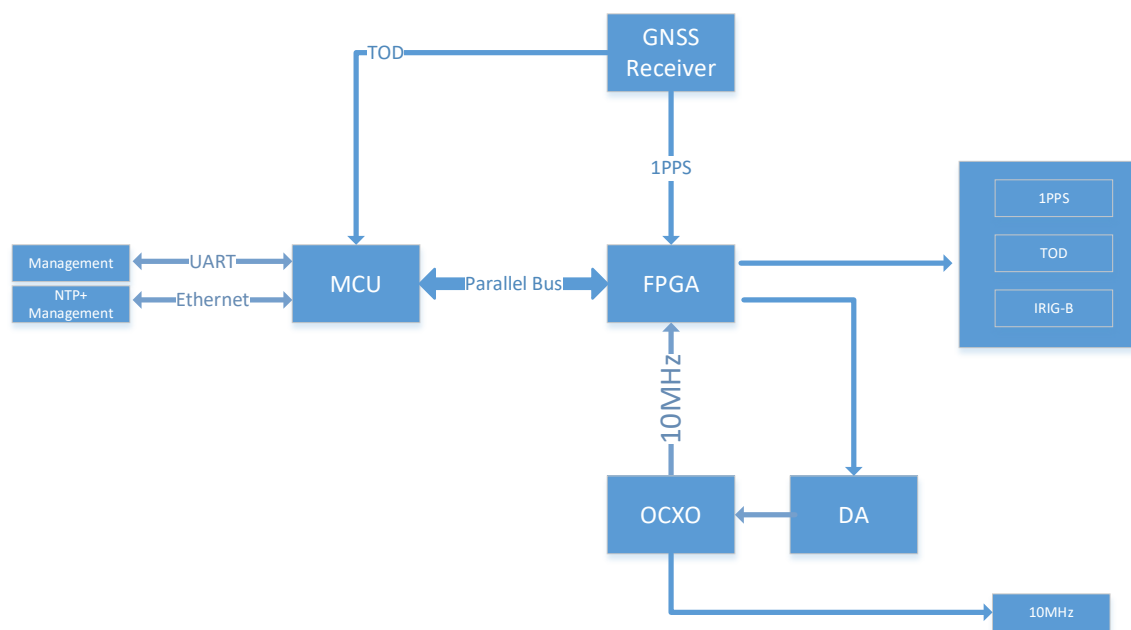 GNSS
Receiver
TOD
1PPS
1PPS
TOD
IRIG-B
Management
UART
MCU
Parallel Bus
FPGA
NTP+
Management
Ethernet
10MHz
OCXO
DA
10MHz